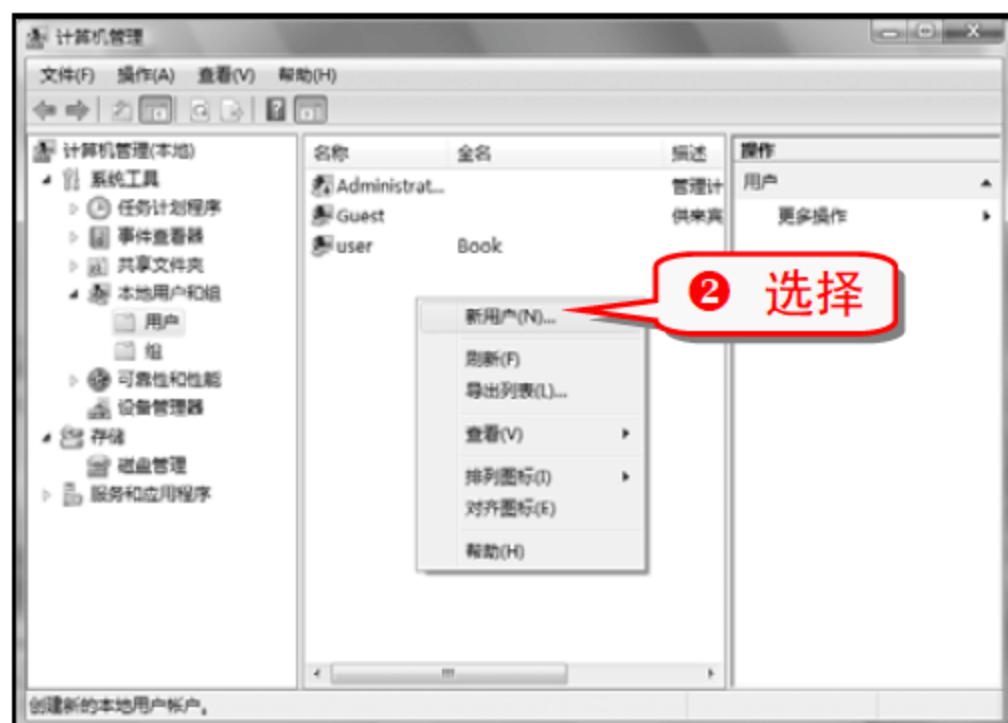 计算机管理
文件(F) 操作(A) 查看(V) 帮助(H)
计算机管理(本地)
系统工具
任务计划程序
事件查看器
共享文件夹
本地用户和组
用户
组
可靠性和性能
设备管理器
存储
磁盘管理
服务和应用程序
名称 全名 描述
Administrat... 管理计
Guest 供来宾
user Book
新用户(N)...
刷新(F)
导出列表(L)...
查看(V)
排列图标(I)
对齐图标(E)
帮助(H)
❷ 选择
操作
用户
更多操作
创建新的本地用户帐户。